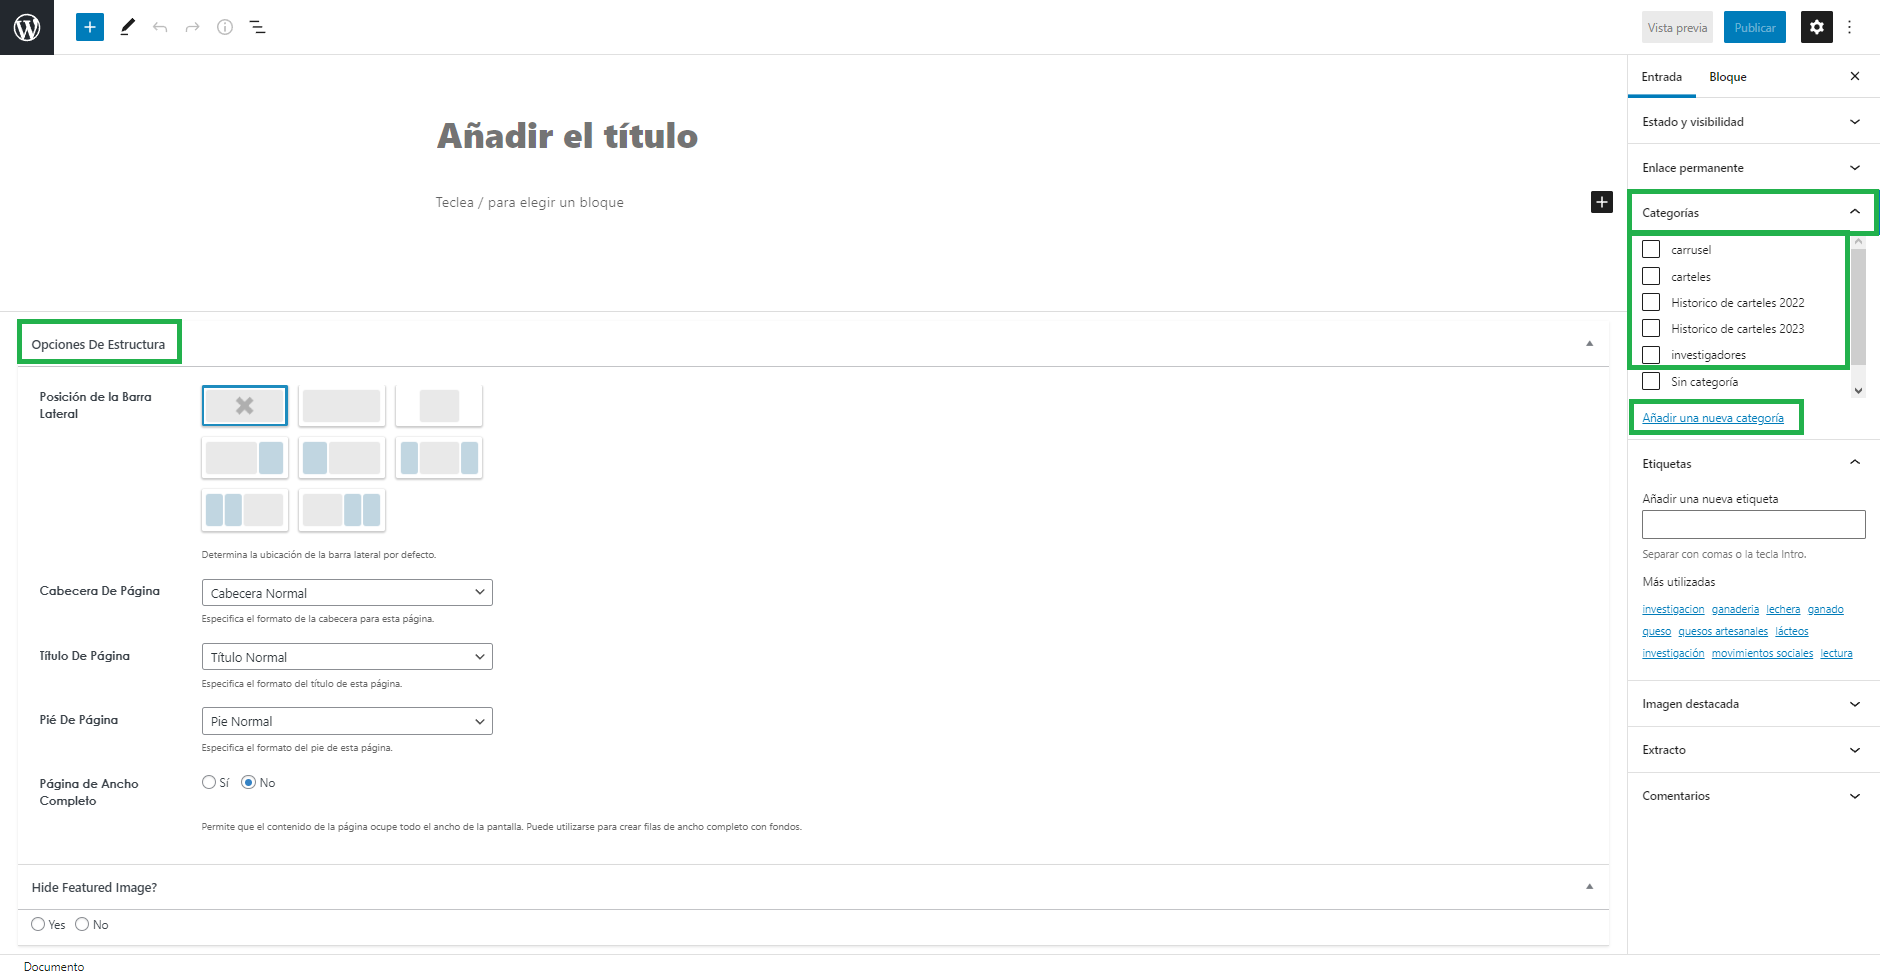 Vista previa
Publicar
Entrada
Bloque
Añadir el título
Teclea / para elegir un bloque
Estado y visibilidad
Enlace permanente
Categorías
carrusel
carteles
Historico de carteles 2022
Historico de carteles 2023
investigadores
Sin categoría
Añadir una nueva categoría
Etiquetas
Añadir una nueva etiqueta
Separar con comas o la tecla Intro.
Más utilizadas
investigacion ganaderia lechera ganado
queso quesos artesanales lácteos
investigación movimientos sociales lectura
Imagen destacada
Extracto
Comentarios
Opciones De Estructura
Posición de la Barra
Lateral
Determina la ubicación de la barra lateral por defecto.
Cabecera De Página
Cabecera Normal
Especifica el formato de la cabecera para esta página.
Título De Página
Título Normal
Especifica el formato del título de esta página.
Pié De Página
Pie Normal
Especifica el formato del pie de esta página.
Página de Ancho
Completo
Sí No
Permite que el contenido de la página ocupe todo el ancho de la pantalla. Puede utilizarse para crear filas de ancho completo con fondos.
Hide Featured Image?
Yes No
Documento